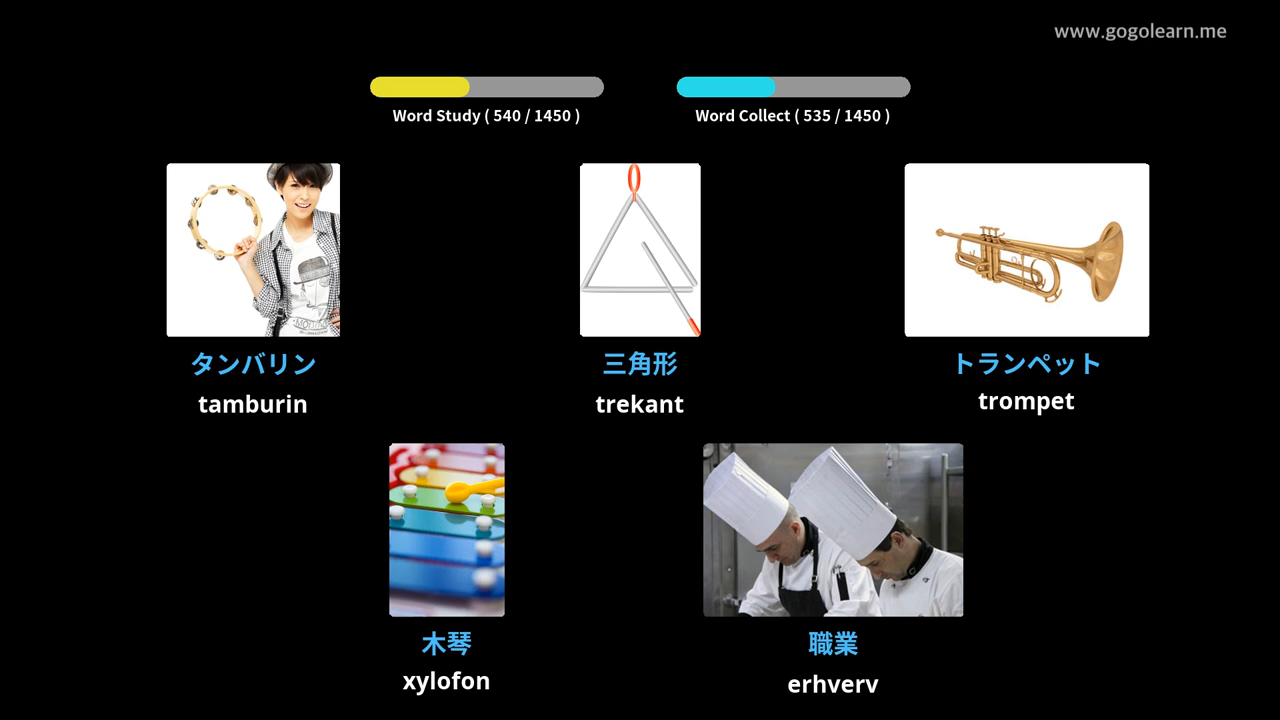 www.gogolearn.me
Word Study ( 540 / 1450 )
Word Collect ( 535 / 1450 )
タンバリン
三角形
トランペット
tamburin
trekant
trompet
木琴
職業
xylofon
erhverv